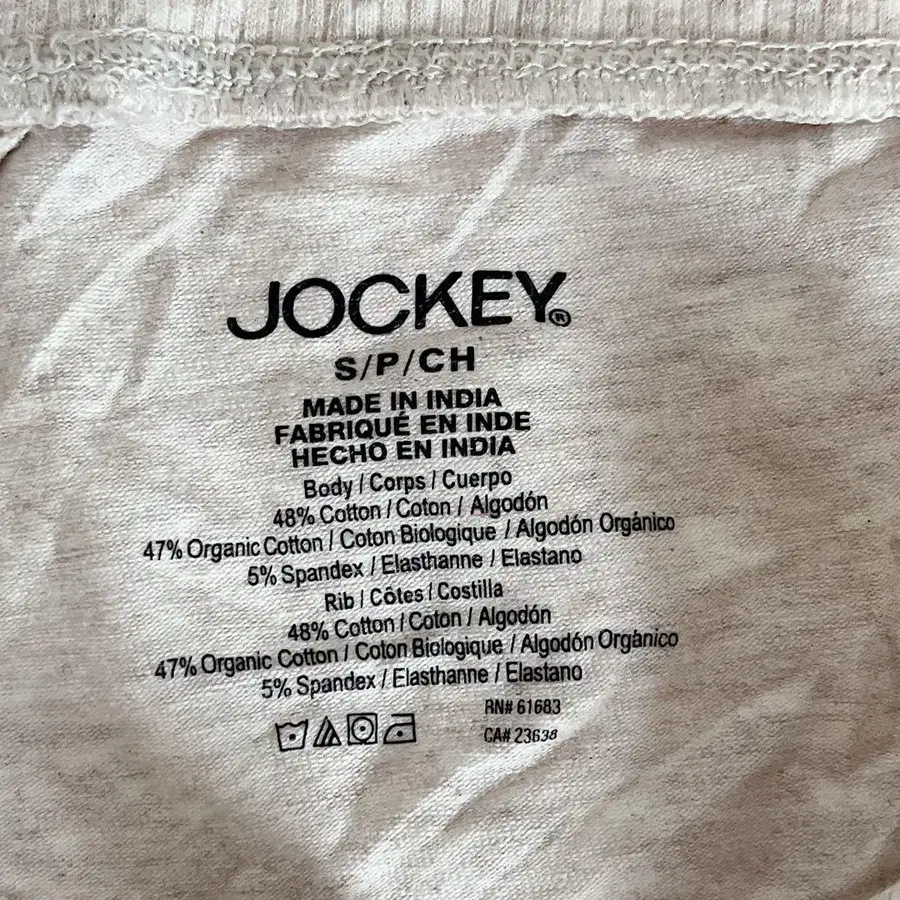 JOCKEY®
S/P/CH
MADE IN INDIA
FABRIQUÉ EN INDE
HECHO EN INDIA
Body / Corps / Cuerpo
48% Cotton / Coton / Algodón
47% Organic Cotton / Coton Biologique / Algodón Orgánico
5% Spandex / Elasthanne / Elastano
Rib / Côtes / Costilla
48% Cotton / Coton / Algodón
47% Organic Cotton / Coton Biologique / Algodón Orgánico
5% Spandex / Elasthanne / Elastano
RN# 61683
CA# 23638